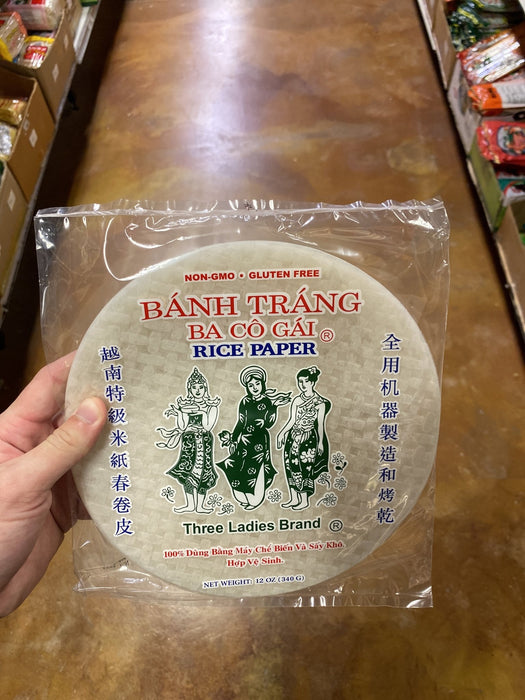 NON-GMO • GLUTEN FREE
BÁNH TRÁNG
BA CÔ GÁI ®
RICE PAPER
越南特級米紙春卷皮
全用机器製造和烤乾
Three Ladies Brand ®
100% Dùng Bằng Máy Chế Biến Và Sấy Khô.
Hợp Vệ Sinh.
NET WEIGHT: 12 OZ (340 G)